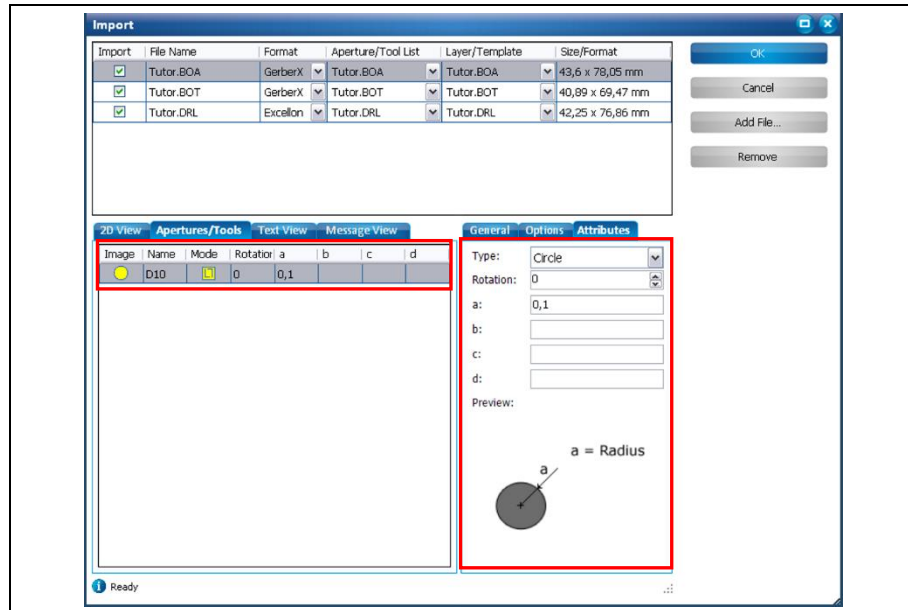 Import
Import File Name Format Aperture/Tool List Layer/Template Size/Format
Tutor.BOA GerberX Tutor.BOA Tutor.BOA 43,6 x 78,05 mm
Tutor.BOT GerberX Tutor.BOT Tutor.BOT 40,89 x 69,47 mm
Tutor.DRL Excellon Tutor.DRL Tutor.DRL 42,25 x 76,86 mm
OK
Cancel
Add File...
Remove
2D View Apertures/Tools Text View Message View
Image Name Mode Rotation a b c d
D10 0 0,1
General Options Attributes
Type: Circle
Rotation: 0
a: 0,1
b:
c:
d:
Preview:
a = Radius
a
Ready